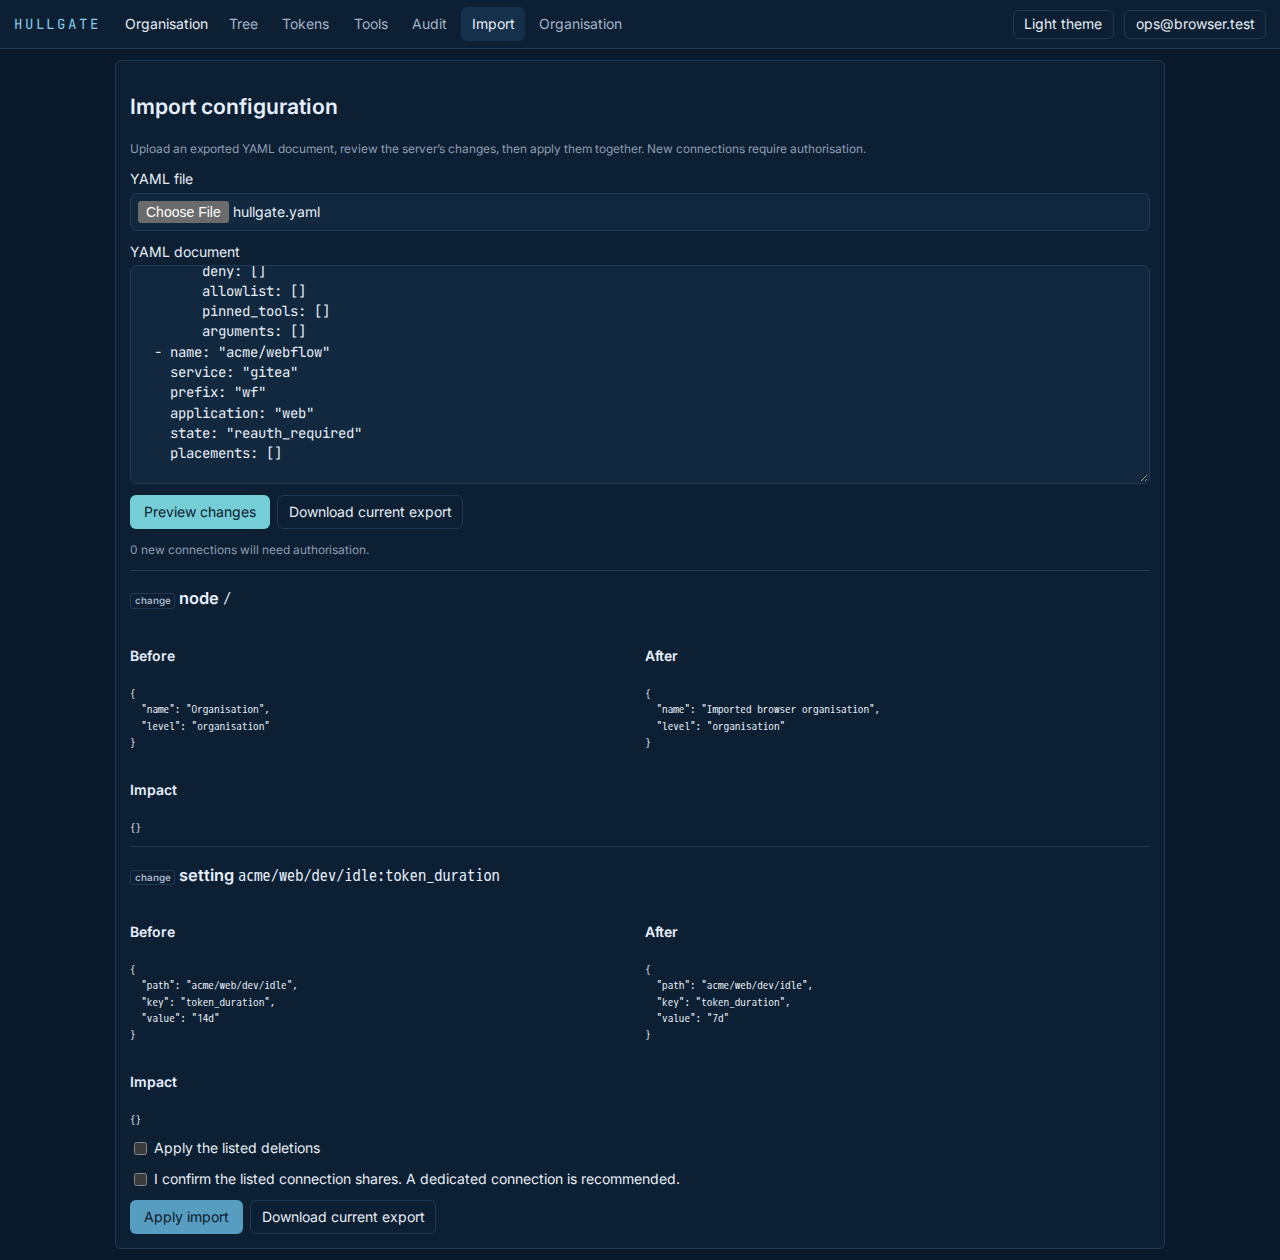 HULLGATE Organisation Tree Tokens Tools Audit Import Organisation Light theme ops@browser.test
Import configuration
Upload an exported YAML document, review the server's changes, then apply them together. New connections require authorisation.
YAML file
Choose File hullgate.yaml
YAML document
deny: []
allowlist: []
pinned_tools: []
arguments: []
- name: "acme/webflow"
service: "gitea"
prefix: "wf"
application: "web"
state: "reauth_required"
placements: []
Preview changes Download current export
0 new connections will need authorisation.
change node /
Before After
{ {
"name": "Organisation", "name": "Imported browser organisation",
"level": "organisation" "level": "organisation"
} }
Impact
{}
change setting acme/web/dev/idle:token_duration
Before After
{ {
"path": "acme/web/dev/idle", "path": "acme/web/dev/idle",
"key": "token_duration", "key": "token_duration",
"value": "14d" "value": "7d"
} }
Impact
{}
Apply the listed deletions
I confirm the listed connection shares. A dedicated connection is recommended.
Apply import Download current export